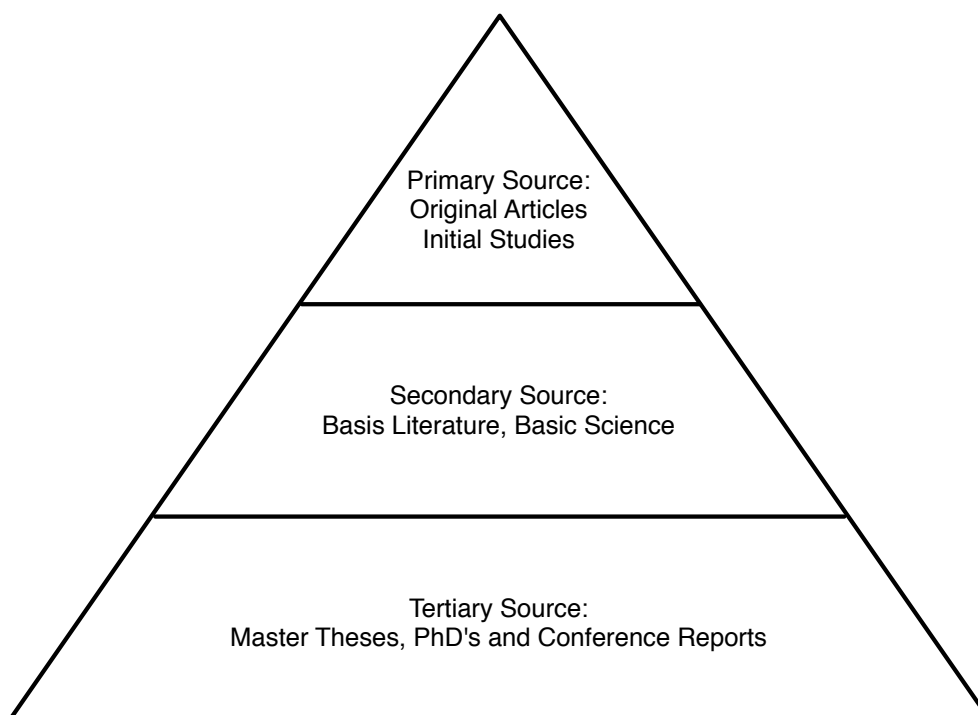 Primary Source:
Original Articles
Initial Studies
Secondary Source:
Basis Literature, Basic Science
Tertiary Source:
Master Theses, PhD's and Conference Reports